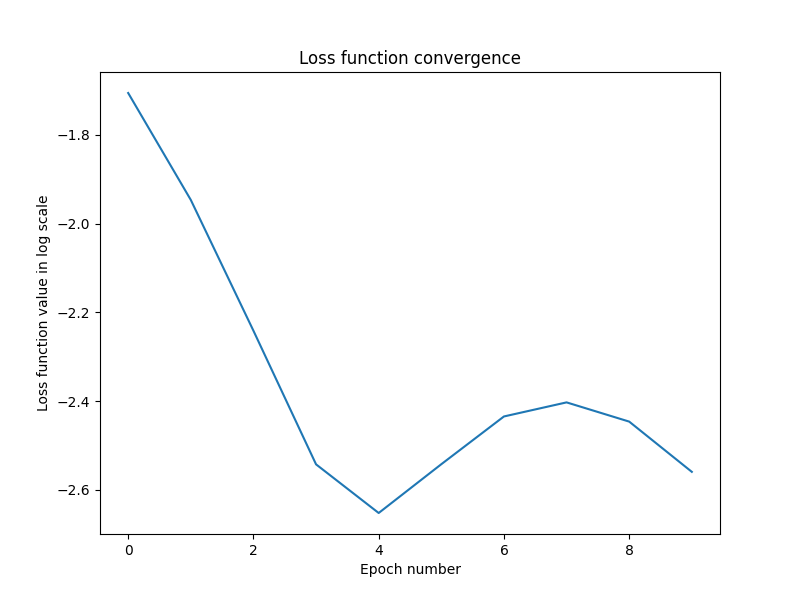 Loss function convergence
Loss function value in log scale
−1.8
−2.0
−2.2
−2.4
−2.6
0 2 4 6 8
Epoch number